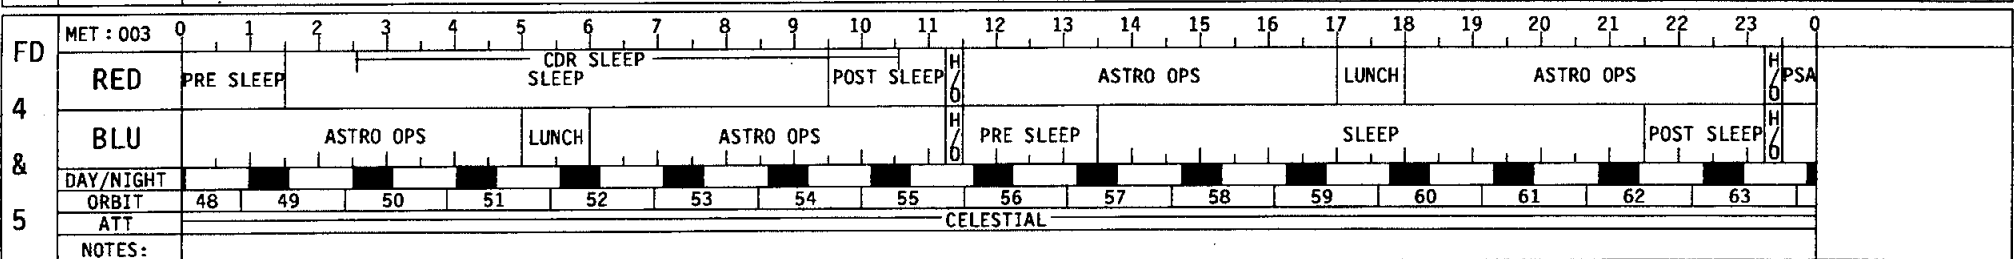 MET:003 0 1 2 3 4 5 6 7 8 9 10 11 12 13 14 15 16 17 18 19 20 21 22 23 0
FD 4 & 5
CDR SLEEP
RED PRE SLEEP SLEEP POST SLEEP H/O ASTRO OPS LUNCH ASTRO OPS H/O PSA
BLU ASTRO OPS LUNCH ASTRO OPS H/O PRE SLEEP SLEEP POST SLEEP H/O
DAY/NIGHT
ORBIT 48 49 50 51 52 53 54 55 56 57 58 59 60 61 62 63
ATT CELESTIAL
NOTES: